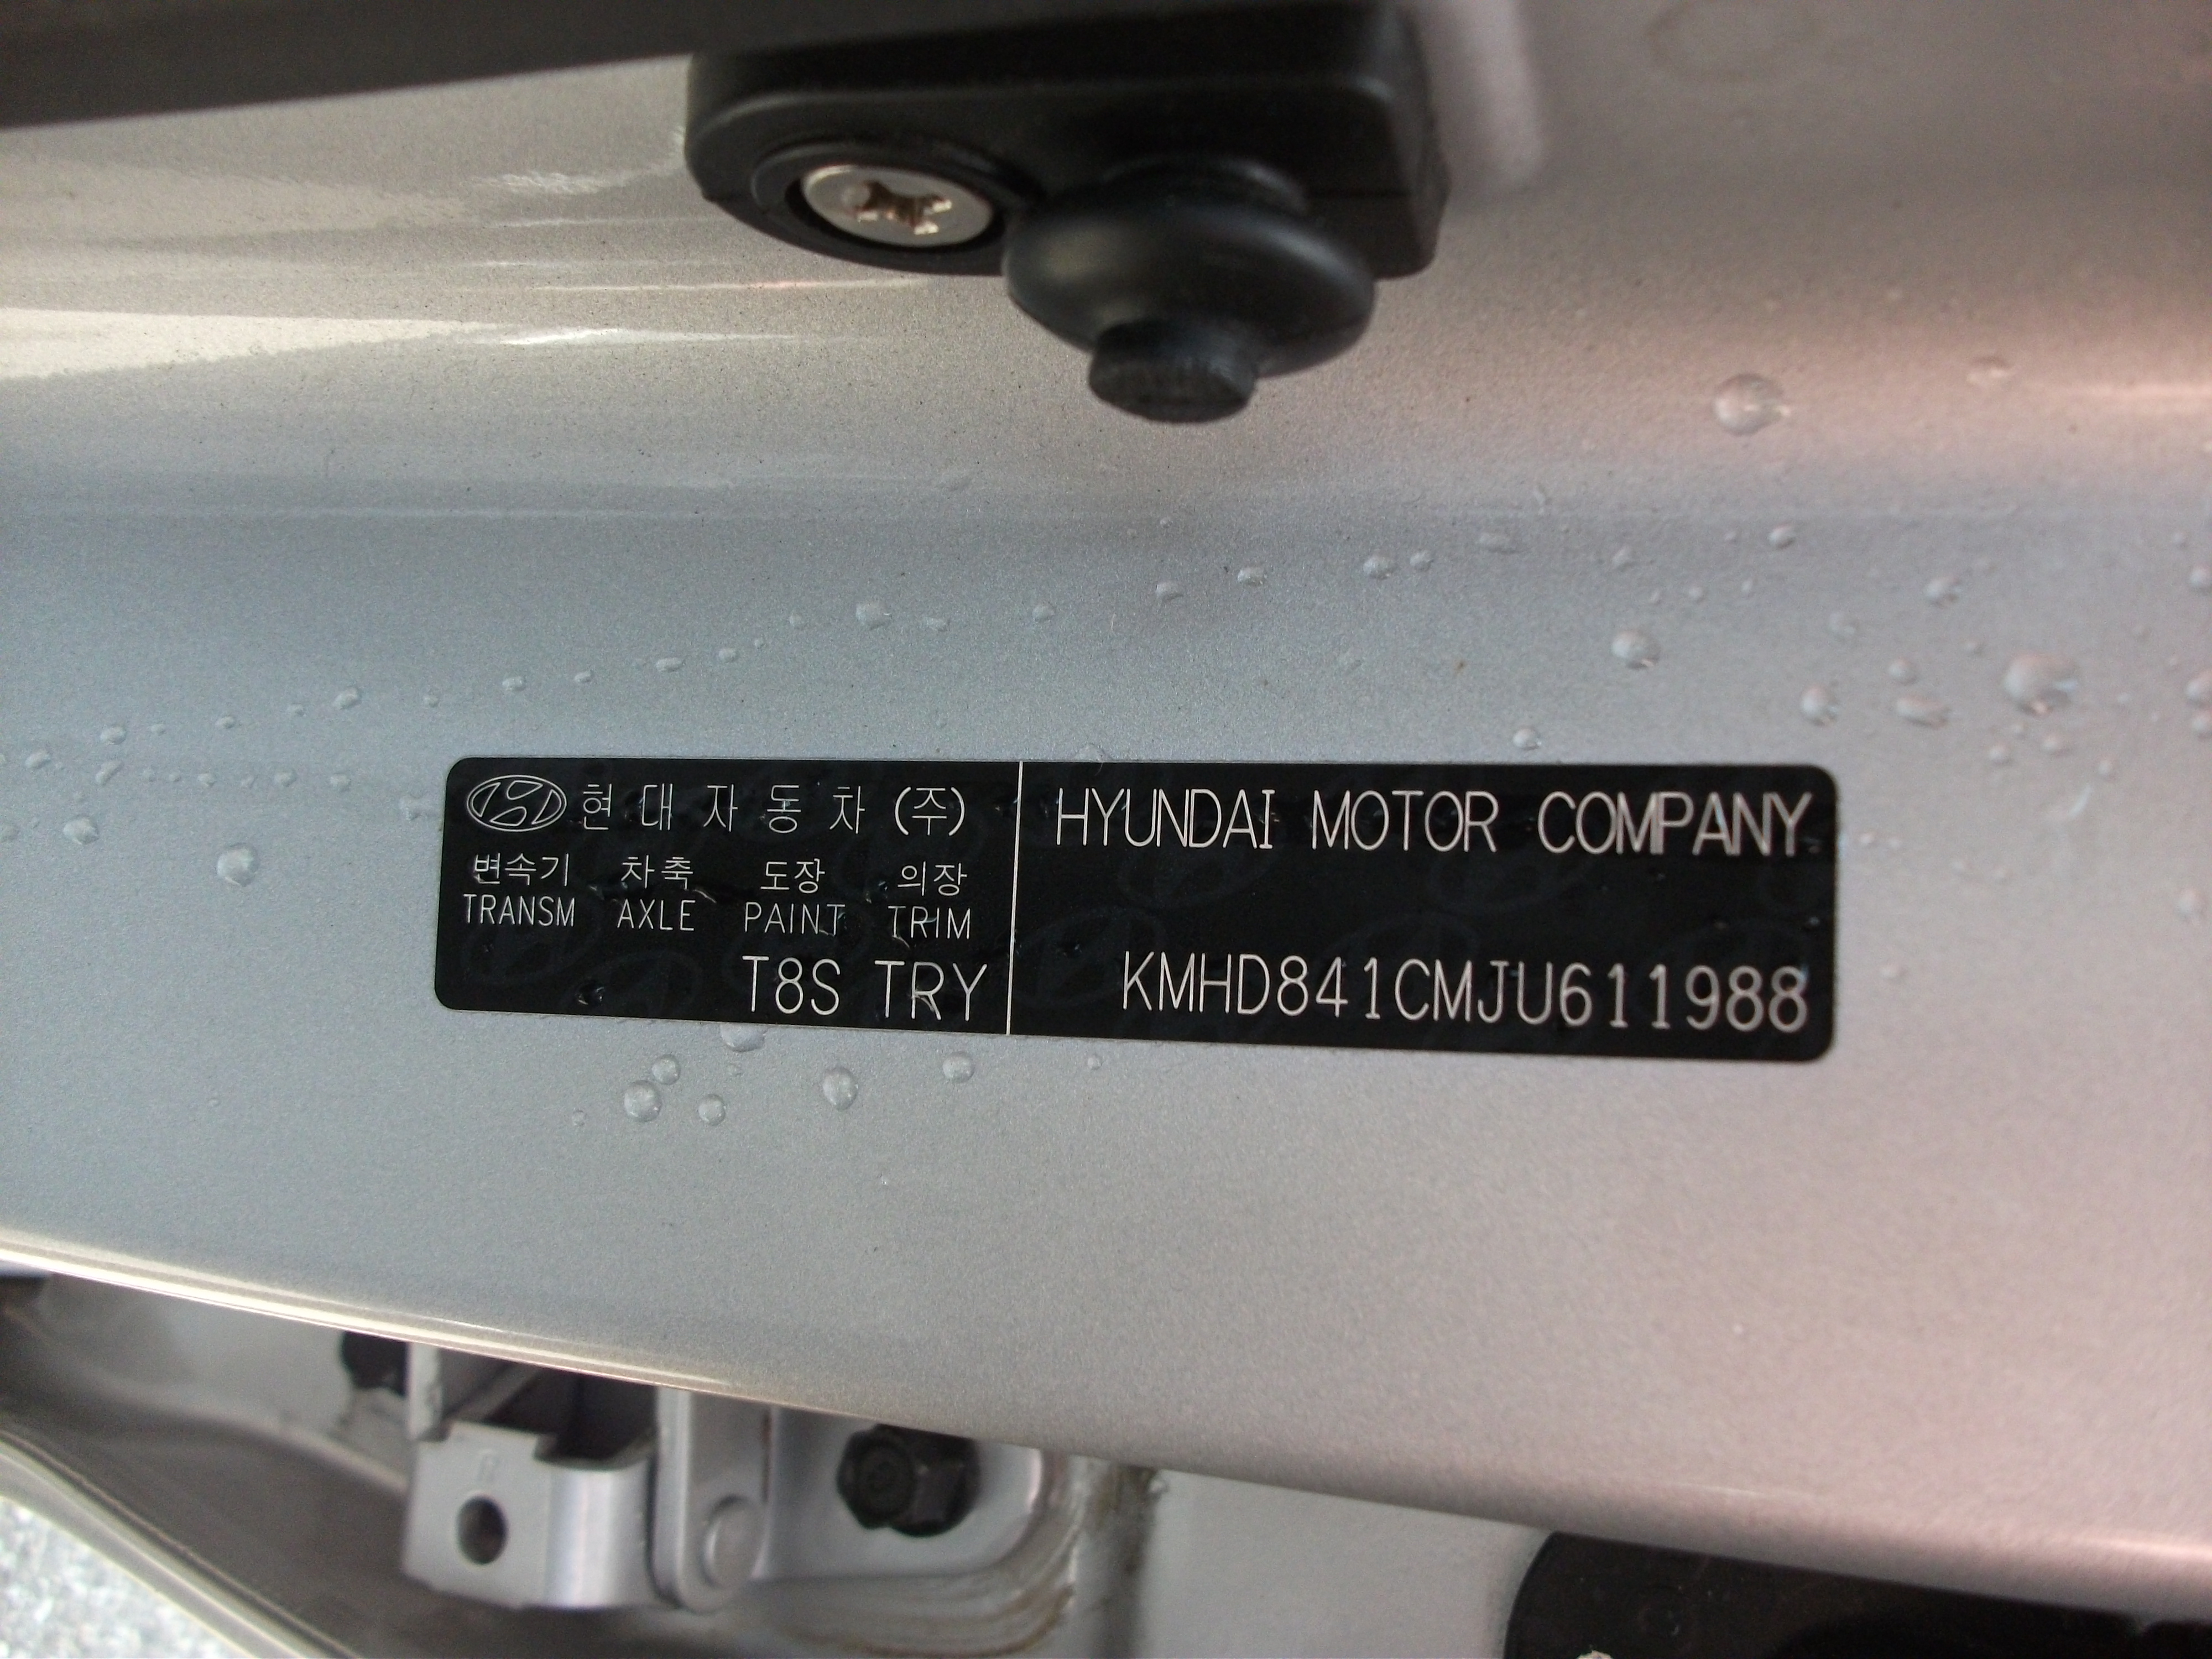 현대자동차(주)
변속기 차축 도장 의장
TRANSM AXLE PAINT TRIM
T8S TRY
HYUNDAI MOTOR COMPANY
KMHD841CMJU611988